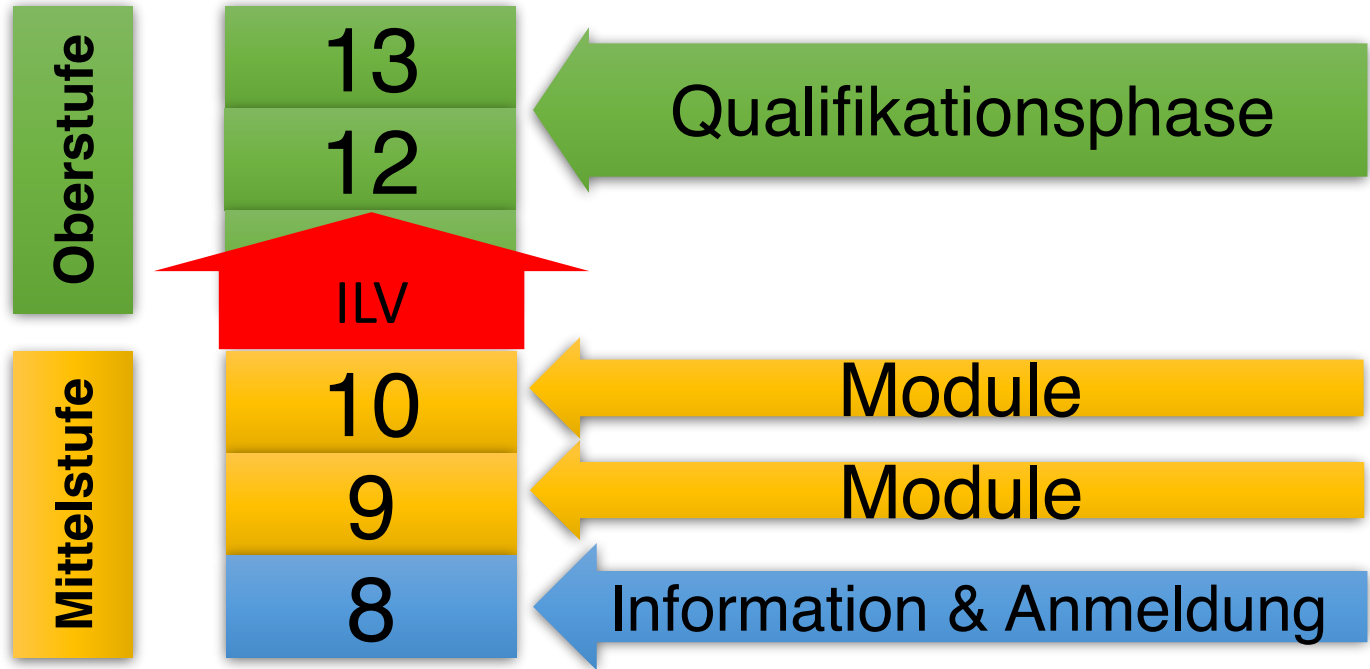 Oberstufe
13
Qualifikationsphase
12
ILV
Mittelstufe
10
Module
9
Module
8
Information & Anmeldung